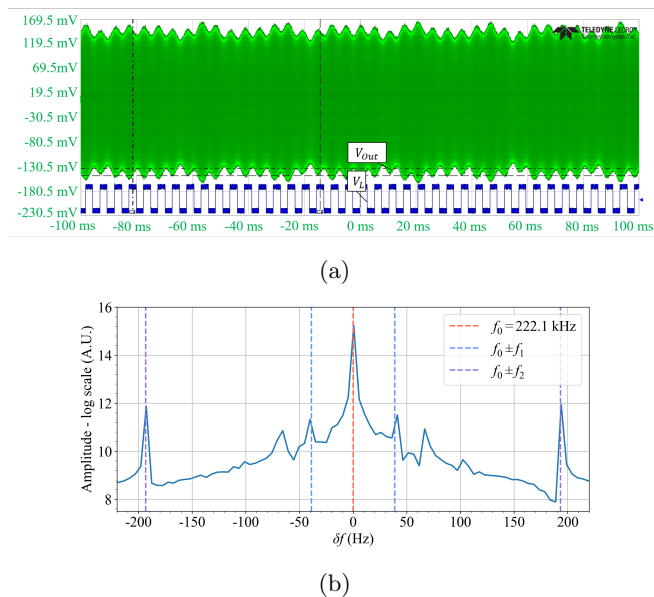 169.5 mV
119.5 mV
69.5 mV
19.5 mV
-30.5 mV
-80.5 mV
-130.5 mV
-180.5 mV
-230.5 mV
TELEDYNE LECROY
V_Out
V_L
-100 ms -80 ms -60 ms -40 ms -20 ms 0 ms 20 ms 40 ms 60 ms 80 ms 100 ms
(a)
16
14
12
10
8
Amplitude - log scale (A.U.)
f_0 = 222.1 kHz
f_0 ± f_1
f_0 ± f_2
-200 -150 -100 -50 0 50 100 150 200
δf (Hz)
(b)